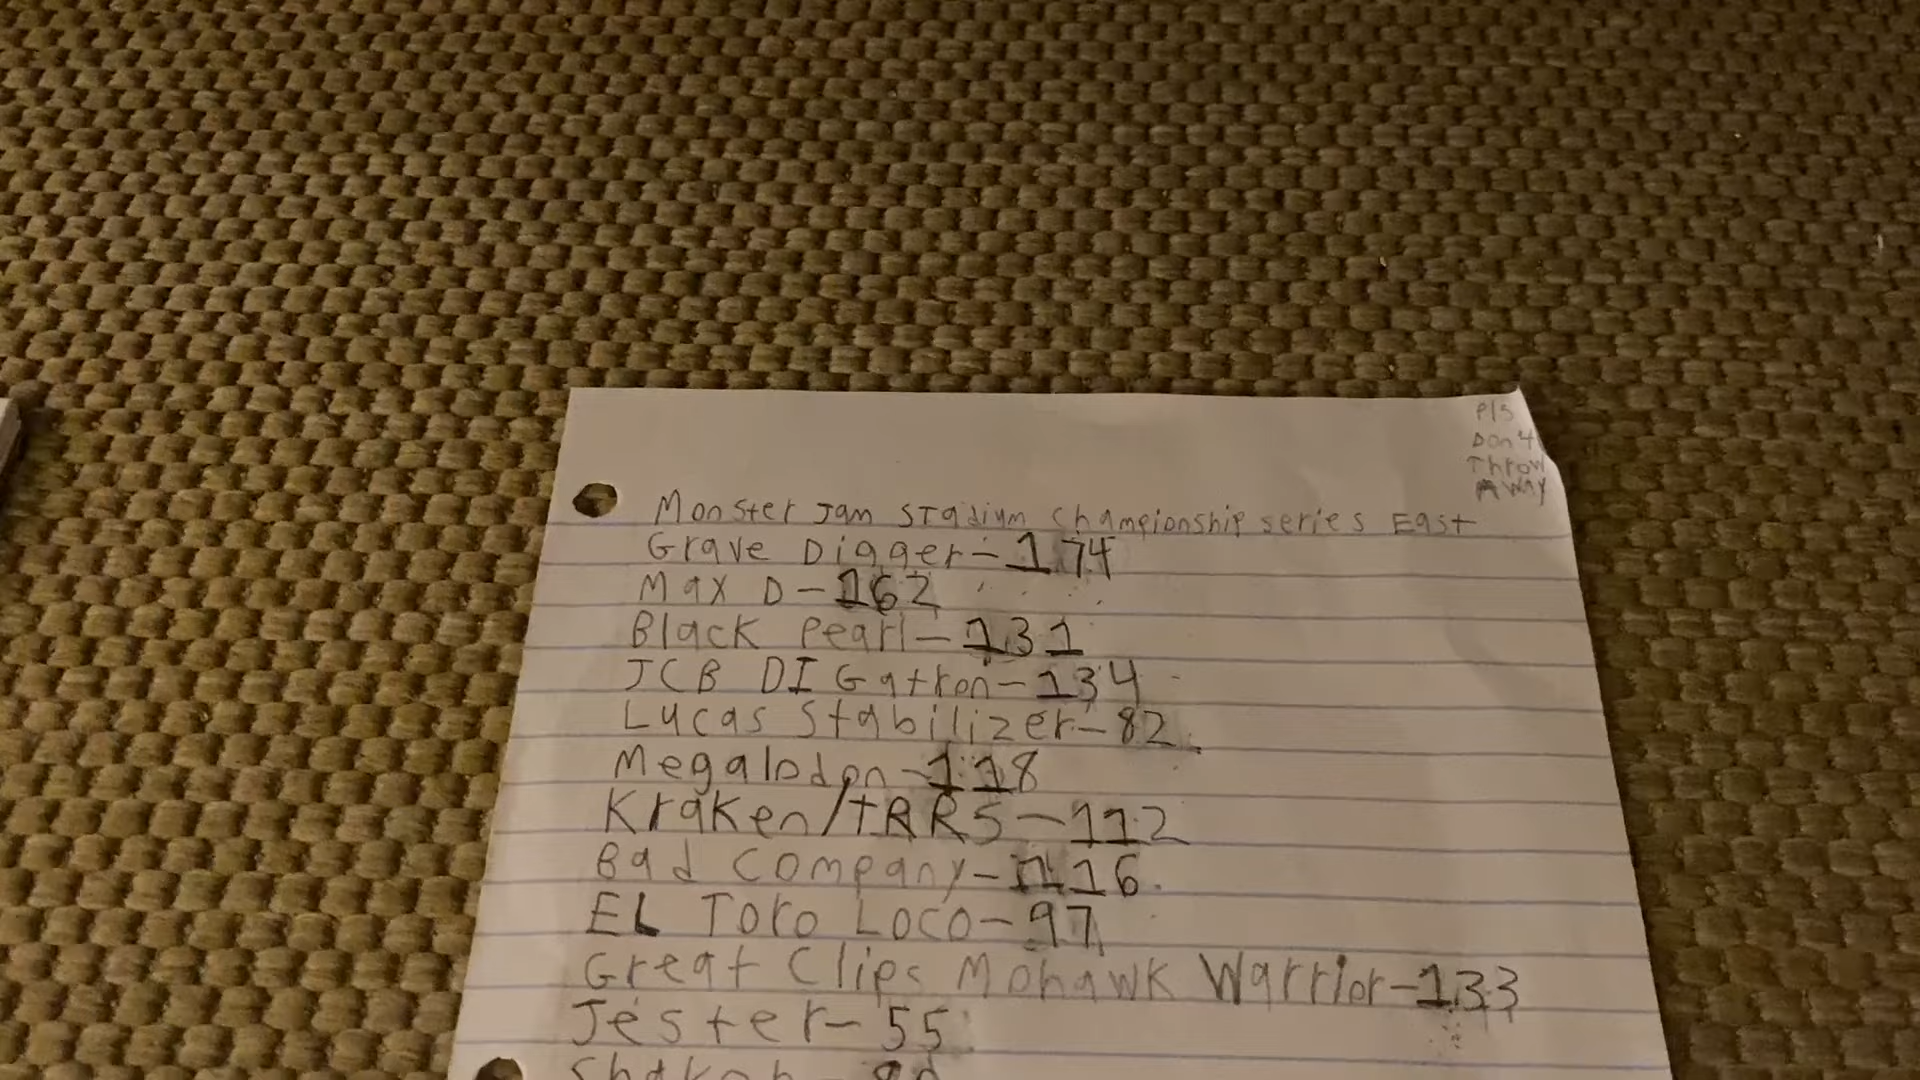 Pls
Don4
Throw
Away
Monster Jam Stadium Championship series East
Grave Digger-174
Max D-162
Black Pearl-131
JCB DIGatron-134
Lucas Stabilizer-82
Megalodon-118
Kraken/TRRS-112
Bad Company-116
EL Toro Loco-97
Great Clips Mohawk Warrior-133
Jester-55